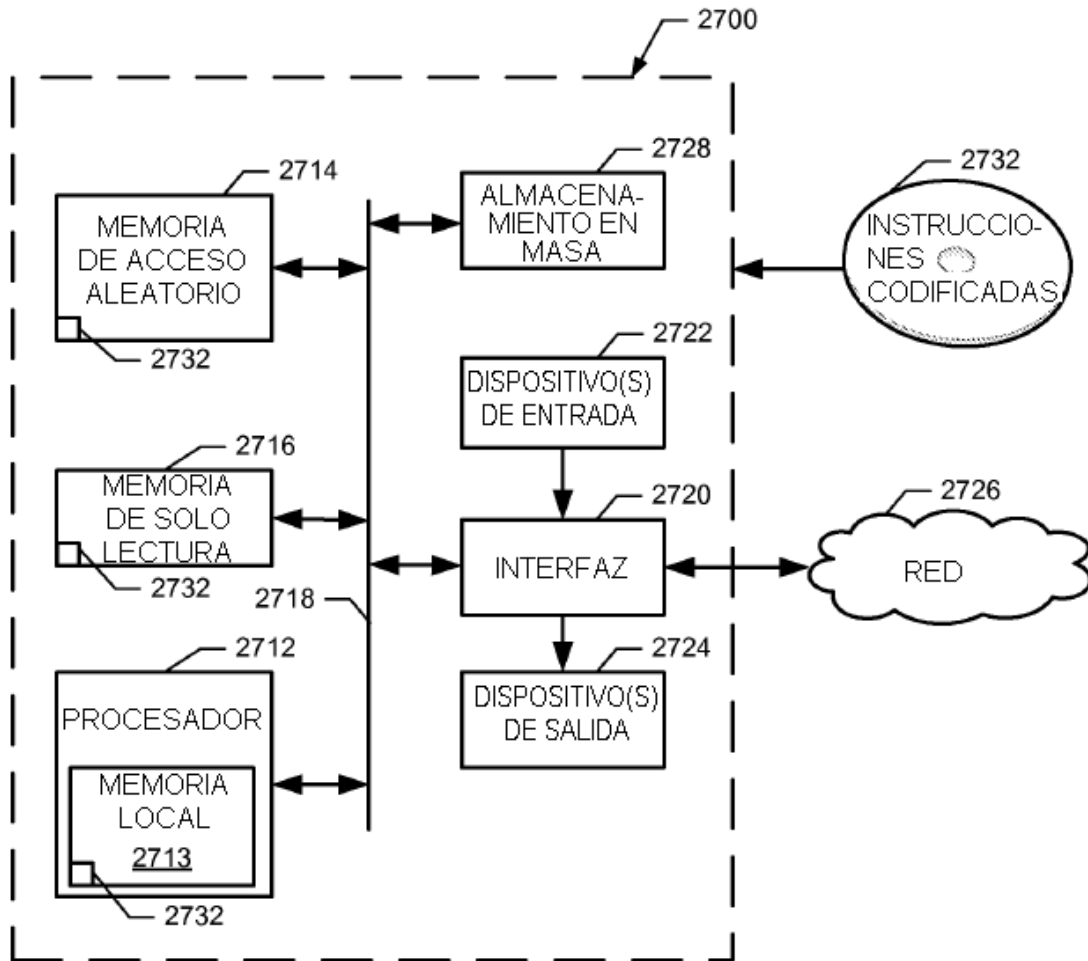 2700
2714
MEMORIA
DE ACCESO
ALEATORIO
2732
2728
ALMACENA-
MIENTO EN
MASA
2732
INSTRUCCIO-
NES
CODIFICADAS
2722
DISPOSITIVO(S)
DE ENTRADA
2716
MEMORIA
DE SOLO
LECTURA
2732
2718
2720
INTERFAZ
2726
RED
2712
PROCESADOR
MEMORIA
LOCAL
2713
2732
2724
DISPOSITIVO(S)
DE SALIDA